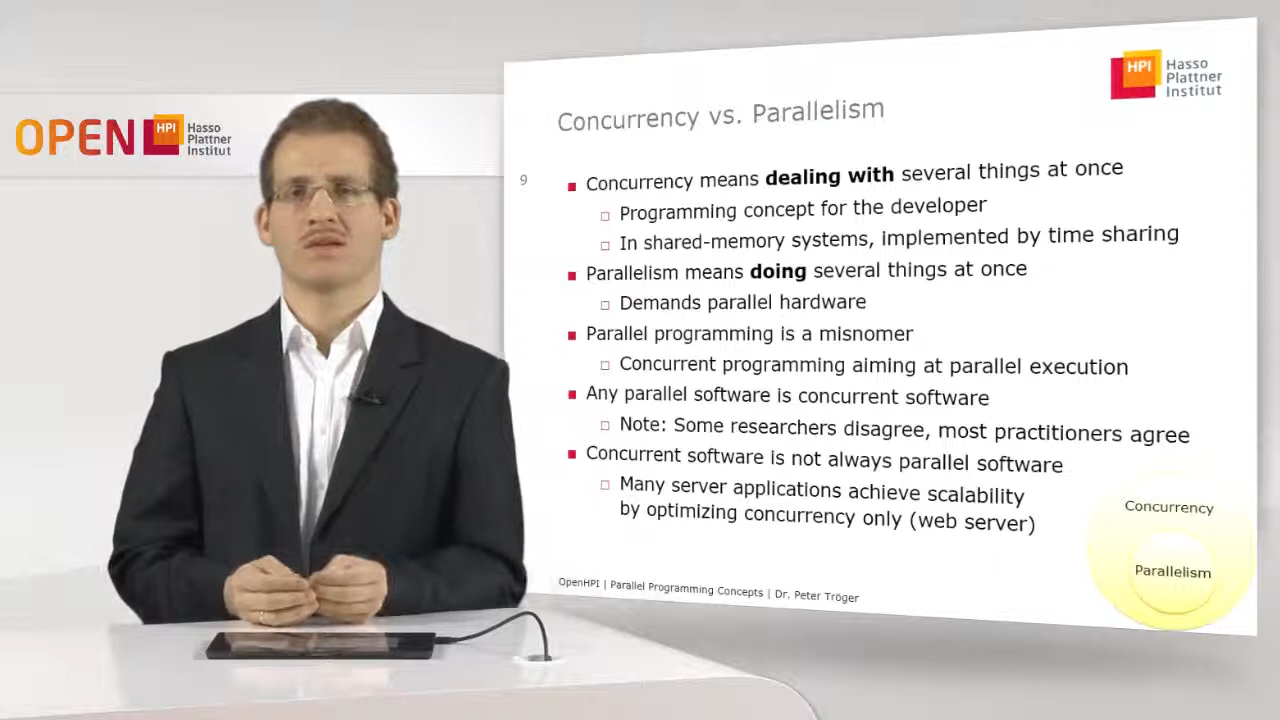 OPEN HPI Hasso
Plattner
Institut
HPI Hasso
Plattner
Institut
Concurrency vs. Parallelism
9
Concurrency means dealing with several things at once
Programming concept for the developer
In shared-memory systems, implemented by time sharing
Parallelism means doing several things at once
Demands parallel hardware
Parallel programming is a misnomer
Concurrent programming aiming at parallel execution
Any parallel software is concurrent software
Note: Some researchers disagree, most practitioners agree
Concurrent software is not always parallel software
Many server applications achieve scalability
by optimizing concurrency only (web server)
Concurrency
Parallelism
OpenHPI | Parallel Programming Concepts | Dr. Peter Tröger